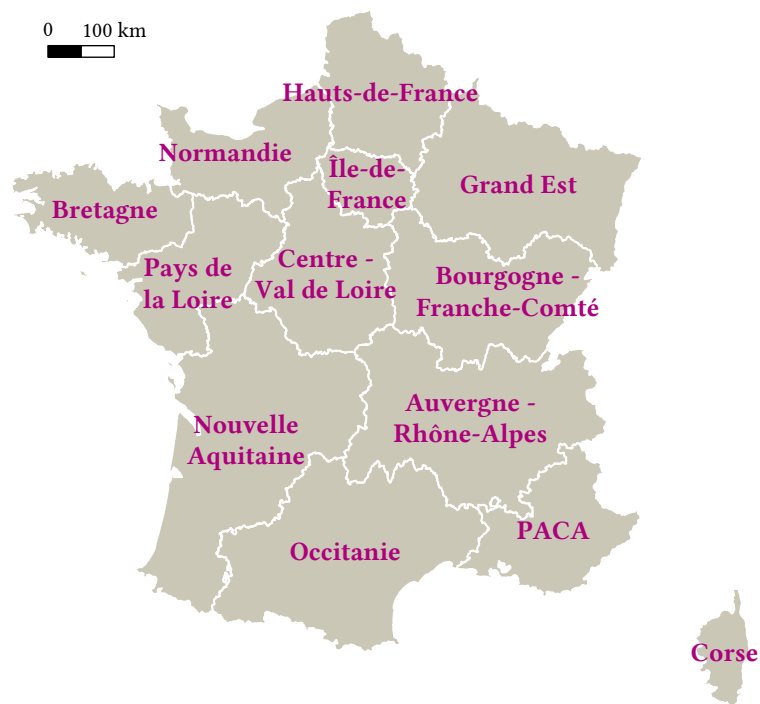 0 100 km
Hauts-de-France
Normandie
Île-de-
France
Grand Est
Bretagne
Pays de
la Loire
Centre -
Val de Loire
Bourgogne -
Franche-Comté
Nouvelle
Aquitaine
Auvergne -
Rhône-Alpes
Occitanie
PACA
Corse